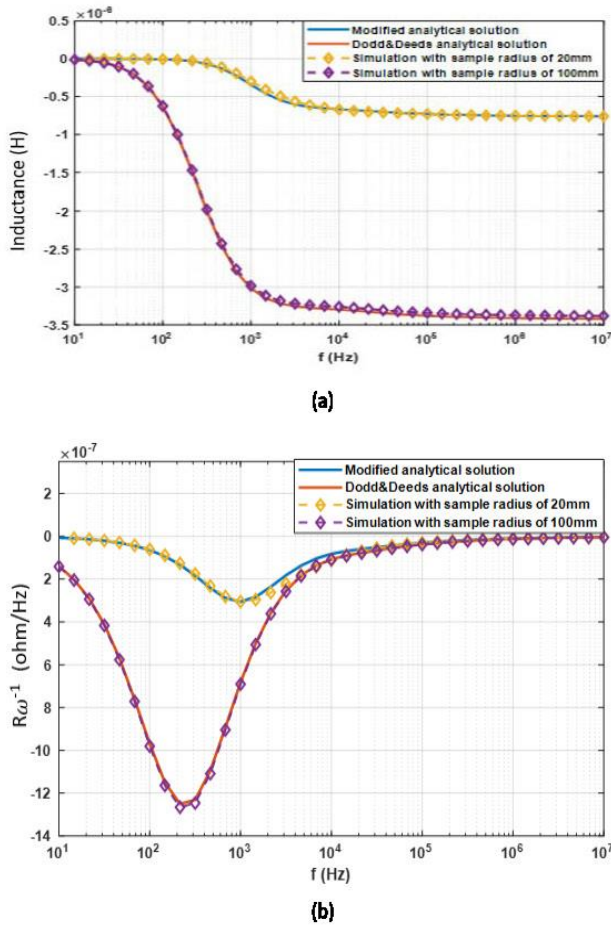 ×10⁻⁶
Modified analytical solution
Dodd&Deeds analytical solution
Simulation with sample radius of 20mm
Simulation with sample radius of 100mm
0
-0.5
-1
-1.5
-2
-2.5
-3
-3.5
Inductance (H)
10¹ 10² 10³ 10⁴ 10⁵ 10⁶ 10⁷
f (Hz)
(a)
×10⁻⁷
Modified analytical solution
Dodd&Deeds analytical solution
Simulation with sample radius of 20mm
Simulation with sample radius of 100mm
2
0
2
4
6
8
-10
-12
-14
Rω⁻¹ (ohm/Hz)
10¹ 10² 10³ 10⁴ 10⁵ 10⁶ 10⁷
f (Hz)
(b)